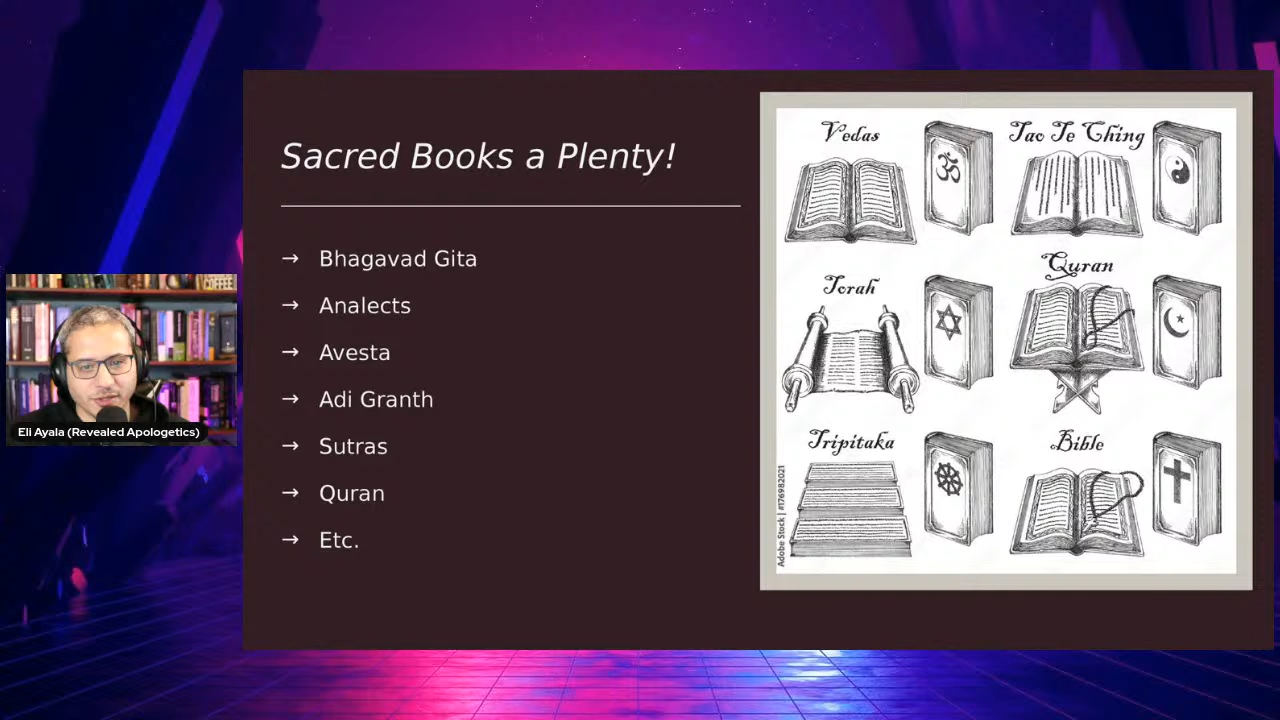 COFFEE
Eli Ayala (Revealed Apologetics)
Sacred Books a Plenty!
→ Bhagavad Gita
→ Analects
→ Avesta
→ Adi Granth
→ Sutras
→ Quran
→ Etc.
Vedas
Tao Te Ching
Torah
Quran
Tripitaka
Bible
Adobe Stock | #176982021